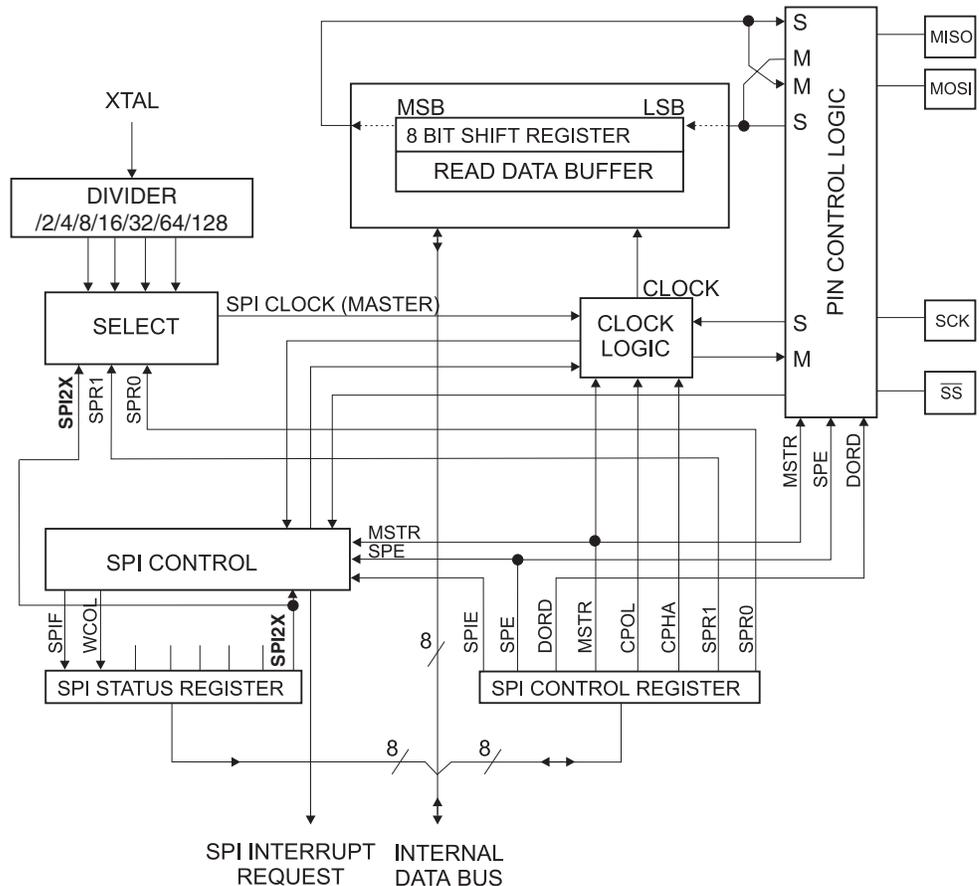 S
MISO
M
M
MOSI
XTAL
MSB
LSB
S
8 BIT SHIFT REGISTER
READ DATA BUFFER
DIVIDER
/2/4/8/16/32/64/128
PIN CONTROL LOGIC
SPI CLOCK (MASTER)
CLOCK
SELECT
CLOCK
LOGIC
S
M
SCK
SS
SPI2X
SPR1
SPR0
MSTR
SPE
DORD
MSTR
SPE
SPI CONTROL
SPIF
WCOL
SPI2X
8
SPIE
SPE
DORD
MSTR
CPOL
CPHA
SPR1
SPR0
SPI STATUS REGISTER
SPI CONTROL REGISTER
8
8
SPI INTERRUPT
REQUEST
INTERNAL
DATA BUS